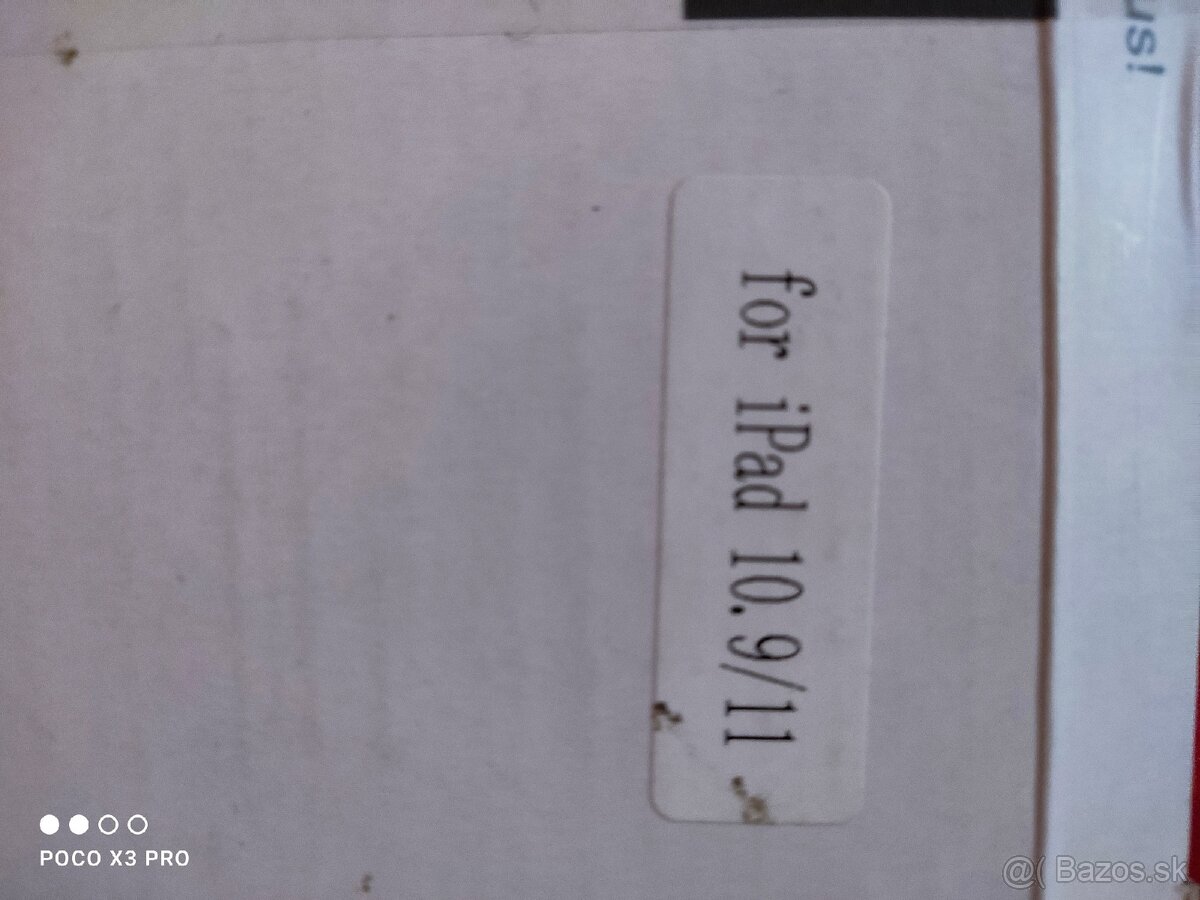 for iPad 10.9/11
POCO X3 PRO
@( Bazos.sk